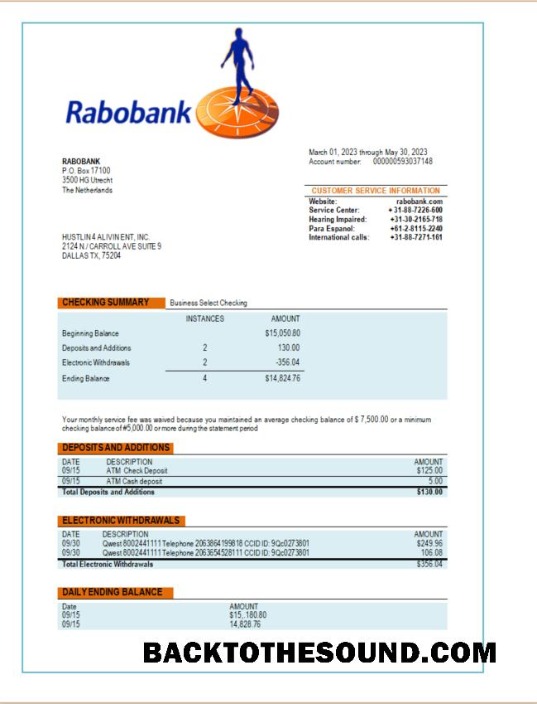 Rabobank
March 01, 2023 through May 30, 2023
Account number: 000000593037148
RABOBANK
P.O. Box 17100
3500 HG Utrecht
The Netherlands
CUSTOMER SERVICE INFORMATION
Website: rabobank.com
Service Center: +31-88-7226-600
Hearing Impaired: +31-30-2165-718
Para Espanol: +61-2-8115-2240
International calls: +31-88-7271-161
HUSTLIN 4 ALIVIN ENT, INC.
2124 N./ CARROLL AVE SUITE 9
DALLAS TX, 75204
CHECKING SUMMARY Business Select Checking
INSTANCES AMOUNT
Beginning Balance $15,050.80
Deposits and Additions 2 130.00
Electronic Withdrawals 2 -356.04
Ending Balance 4 $14,824.76
Your monthly service fee was waived because you maintained an average checking balance of $ 7,500.00 or a minimum
checking balance of #5,000.00 or more during the statement period
DEPOSITS AND ADDITIONS
DATE DESCRIPTION AMOUNT
09/15 ATM Check Deposit $125.00
09/15 ATM Cash deposit 5.00
Total Deposits and Additions $130.00
ELECTRONIC WITHDRAWALS
DATE DESCRIPTION AMOUNT
09/30 Qwest 8002441111 Telephone 2063864199818 CCID ID: 9Qc0273801 $249.96
09/30 Qwest 8002441111 Telephone 2063654528111 CCID ID: 9Qc0273801 106.08
Total Electronic Withdrawals $356.04
DAILY ENDING BALANCE
Date AMOUNT
09/15 $15, 180.80
09/15 14,828.76
BACKTOTHESOUND.COM